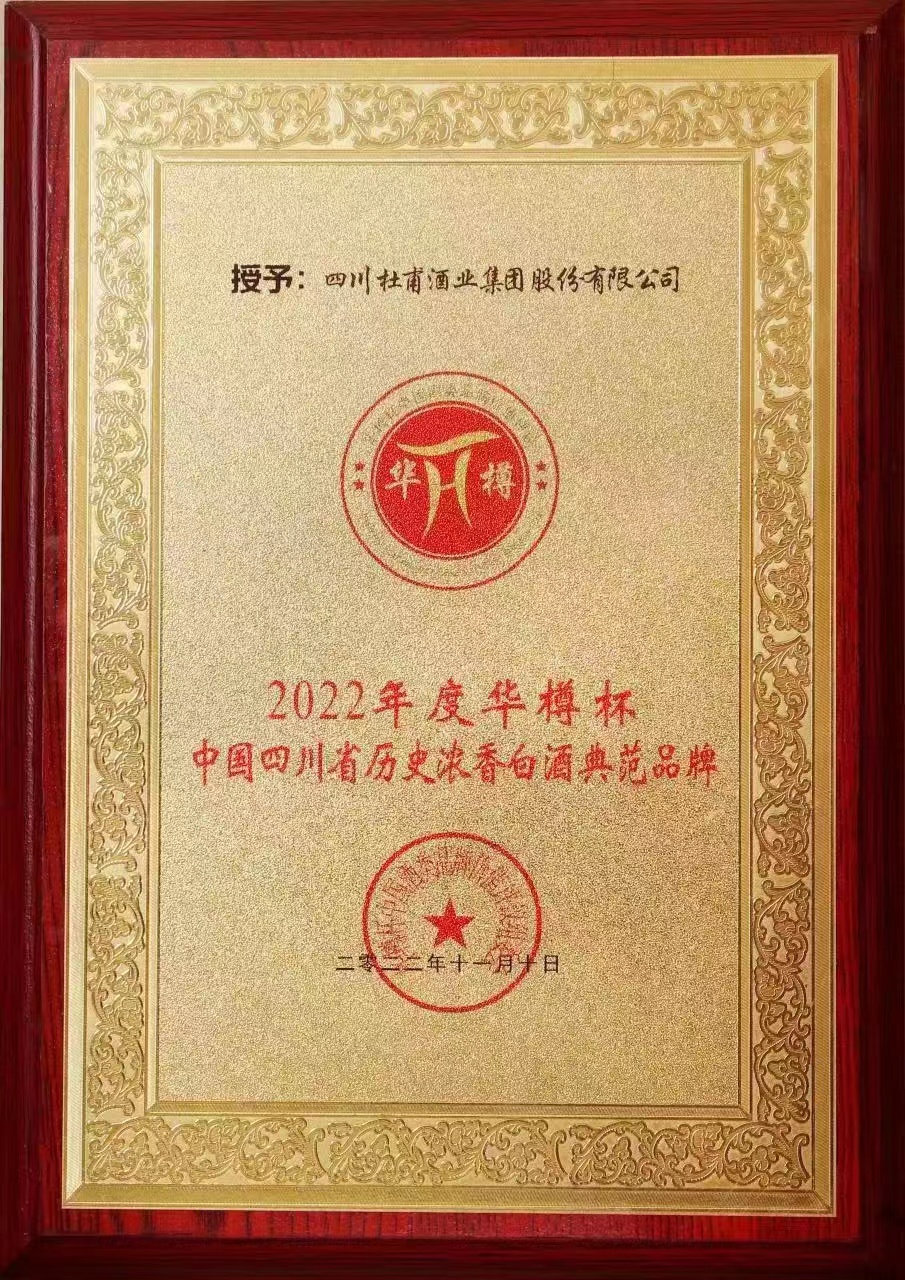 授予：四川杜甫酒业集团股份有限公司
华樽
2022年度华樽杯
中国四川省历史浓香白酒典范品牌
二零二二年十一月十日